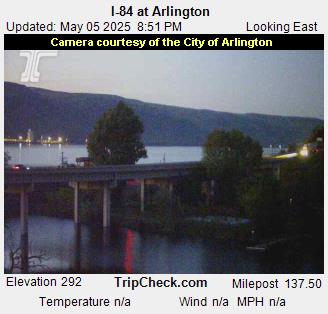 I-84 at Arlington
Updated: May 05 2025 8:51 PM Looking East
Camera courtesy of the City of Arlington
Elevation 292 TripCheck.com Milepost 137.50
Temperature n/a Wind n/a MPH n/a